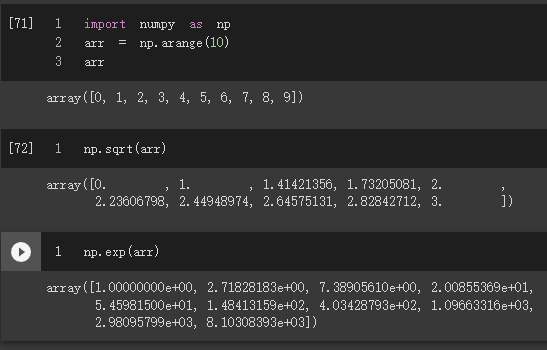 [71] 1 import numpy as np
2 arr = np.arange(10)
3 arr
array([0, 1, 2, 3, 4, 5, 6, 7, 8, 9])
[72] 1 np.sqrt(arr)
array([0.        , 1.        , 1.41421356, 1.73205081, 2.        ,
2.23606798, 2.44948974, 2.64575131, 2.82842712, 3.        ])
1 np.exp(arr)
array([1.00000000e+00, 2.71828183e+00, 7.38905610e+00, 2.00855369e+01,
5.45981500e+01, 1.48413159e+02, 4.03428793e+02, 1.09663316e+03,
2.98095799e+03, 8.10308393e+03])